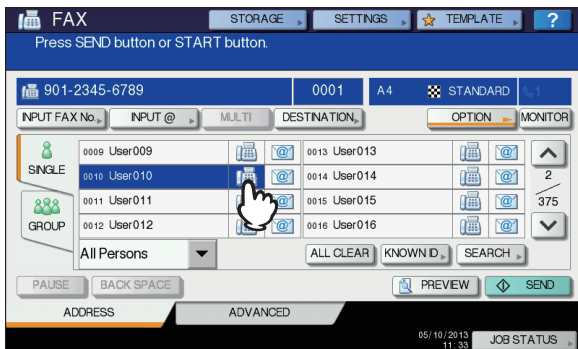 FAX STORAGE SETTINGS TEMPLATE ?
Press SEND button or START button.
901-2345-6789 0001 A4 STANDARD 1
INPUT FAX No. INPUT @ MULTI DESTINATION OPTION MONITOR
SINGLE
GROUP
0009 User009 @ 0013 User013 @
0010 User010 @ 0014 User014 @
0011 User011 @ 0015 User015 @
0012 User012 @ 0016 User016 @
2
375
All Persons ALL CLEAR KNOWN ID SEARCH
PAUSE BACK SPACE PREVIEW SEND
ADDRESS ADVANCED
05/10/2013
11:33 JOB STATUS